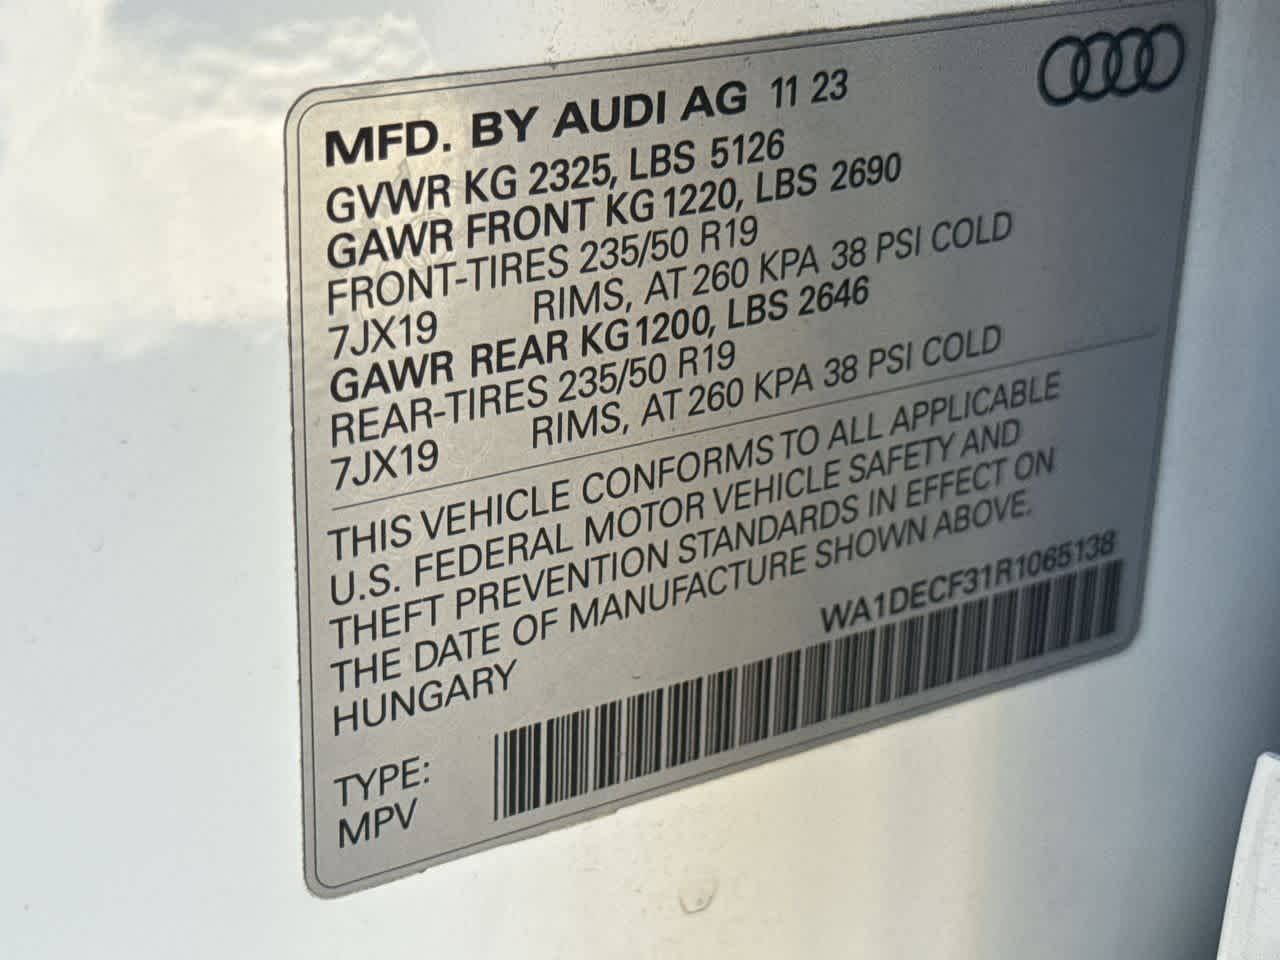 MFD. BY AUDI AG 11 23
GVWR KG 2325, LBS 5126
GAWR FRONT KG 1220, LBS 2690
FRONT-TIRES 235/50 R19
7JX19 RIMS, AT 260 KPA 38 PSI COLD
GAWR REAR KG 1200, LBS 2646
REAR-TIRES 235/50 R19
7JX19 RIMS, AT 260 KPA 38 PSI COLD
THIS VEHICLE CONFORMS TO ALL APPLICABLE
U.S. FEDERAL MOTOR VEHICLE SAFETY AND
THEFT PREVENTION STANDARDS IN EFFECT ON
THE DATE OF MANUFACTURE SHOWN ABOVE.
HUNGARY
WA1DECF31R1065138
TYPE:
MPV